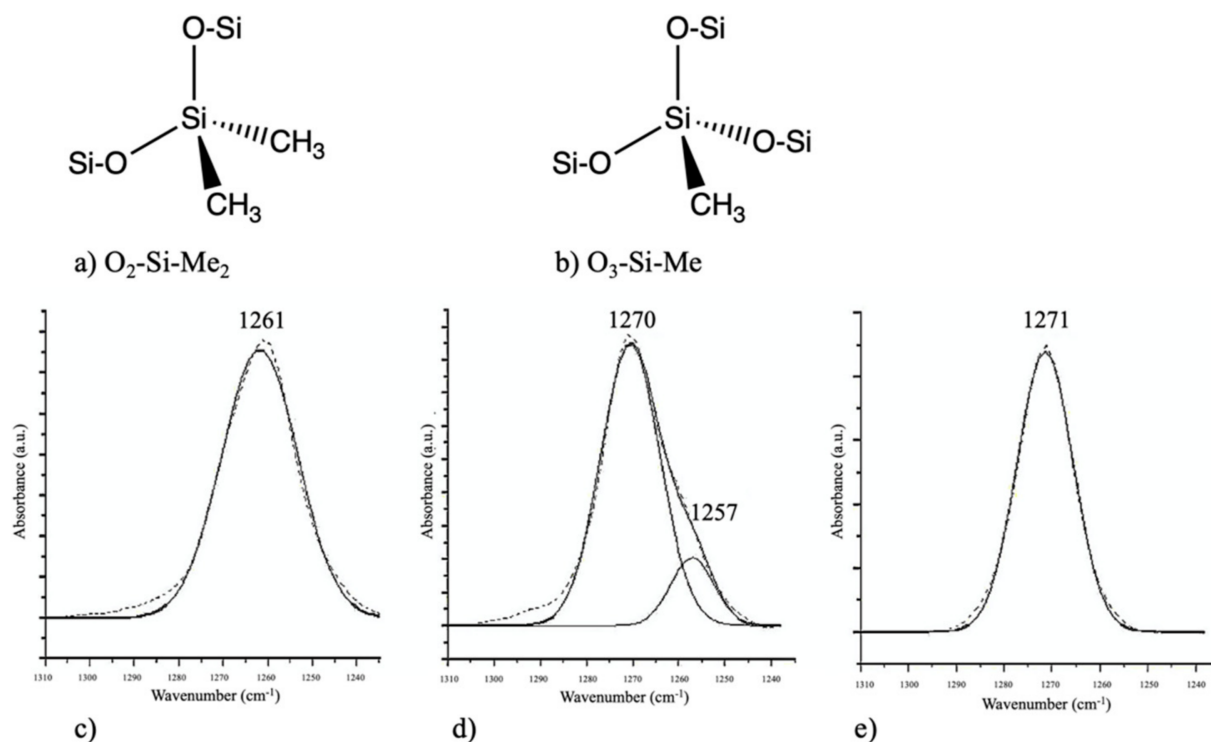 O-Si
Si
Si-O
CH₃
CH₃
a) O₂-Si-Me₂
O-Si
Si
Si-O
O-Si
CH₃
b) O₃-Si-Me
1261
Absorbance (a.u.)
1310 1300 1290 1280 1270 1260 1250 1240
Wavenumber (cm⁻¹)
c)
1270
1257
Absorbance (a.u.)
1310 1300 1290 1280 1270 1260 1250 1240
Wavenumber (cm⁻¹)
d)
1271
Absorbance (a.u.)
1310 1300 1290 1280 1270 1260 1250 1240
Wavenumber (cm⁻¹)
e)